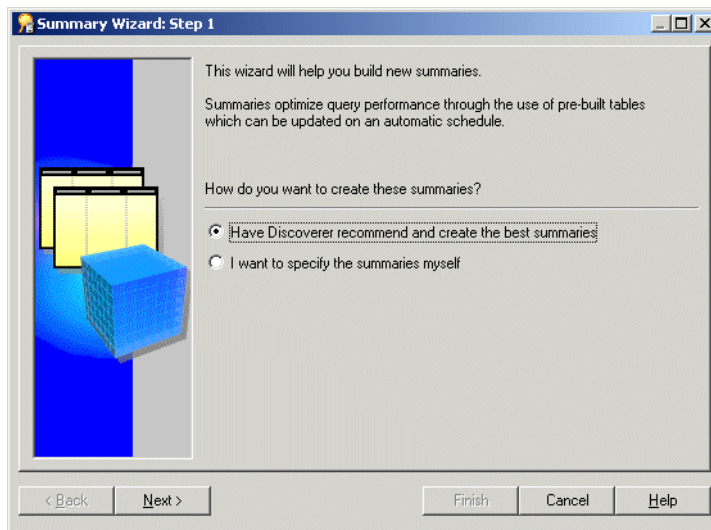 Summary Wizard: Step 1
This wizard will help you build new summaries.
Summaries optimize query performance through the use of pre-built tables
which can be updated on an automatic schedule.
How do you want to create these summaries?
Have Discoverer recommend and create the best summaries
I want to specify the summaries myself
< Back
Next >
Finish
Cancel
Help